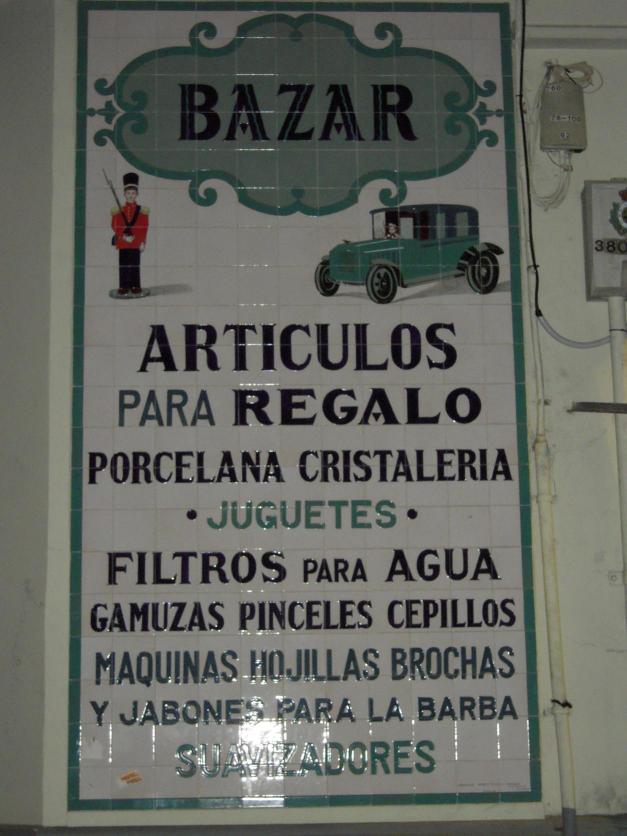 BAZAR
ARTICULOS
PARA REGALO
PORCELANA CRISTALERIA
• JUGUETES •
FILTROS PARA AGUA
GAMUZAS PINCELES CEPILLOS
MAQUINAS HOJILLAS BROCHAS
Y JABONES PARA LA BARBA
SUAVIZADORES
380